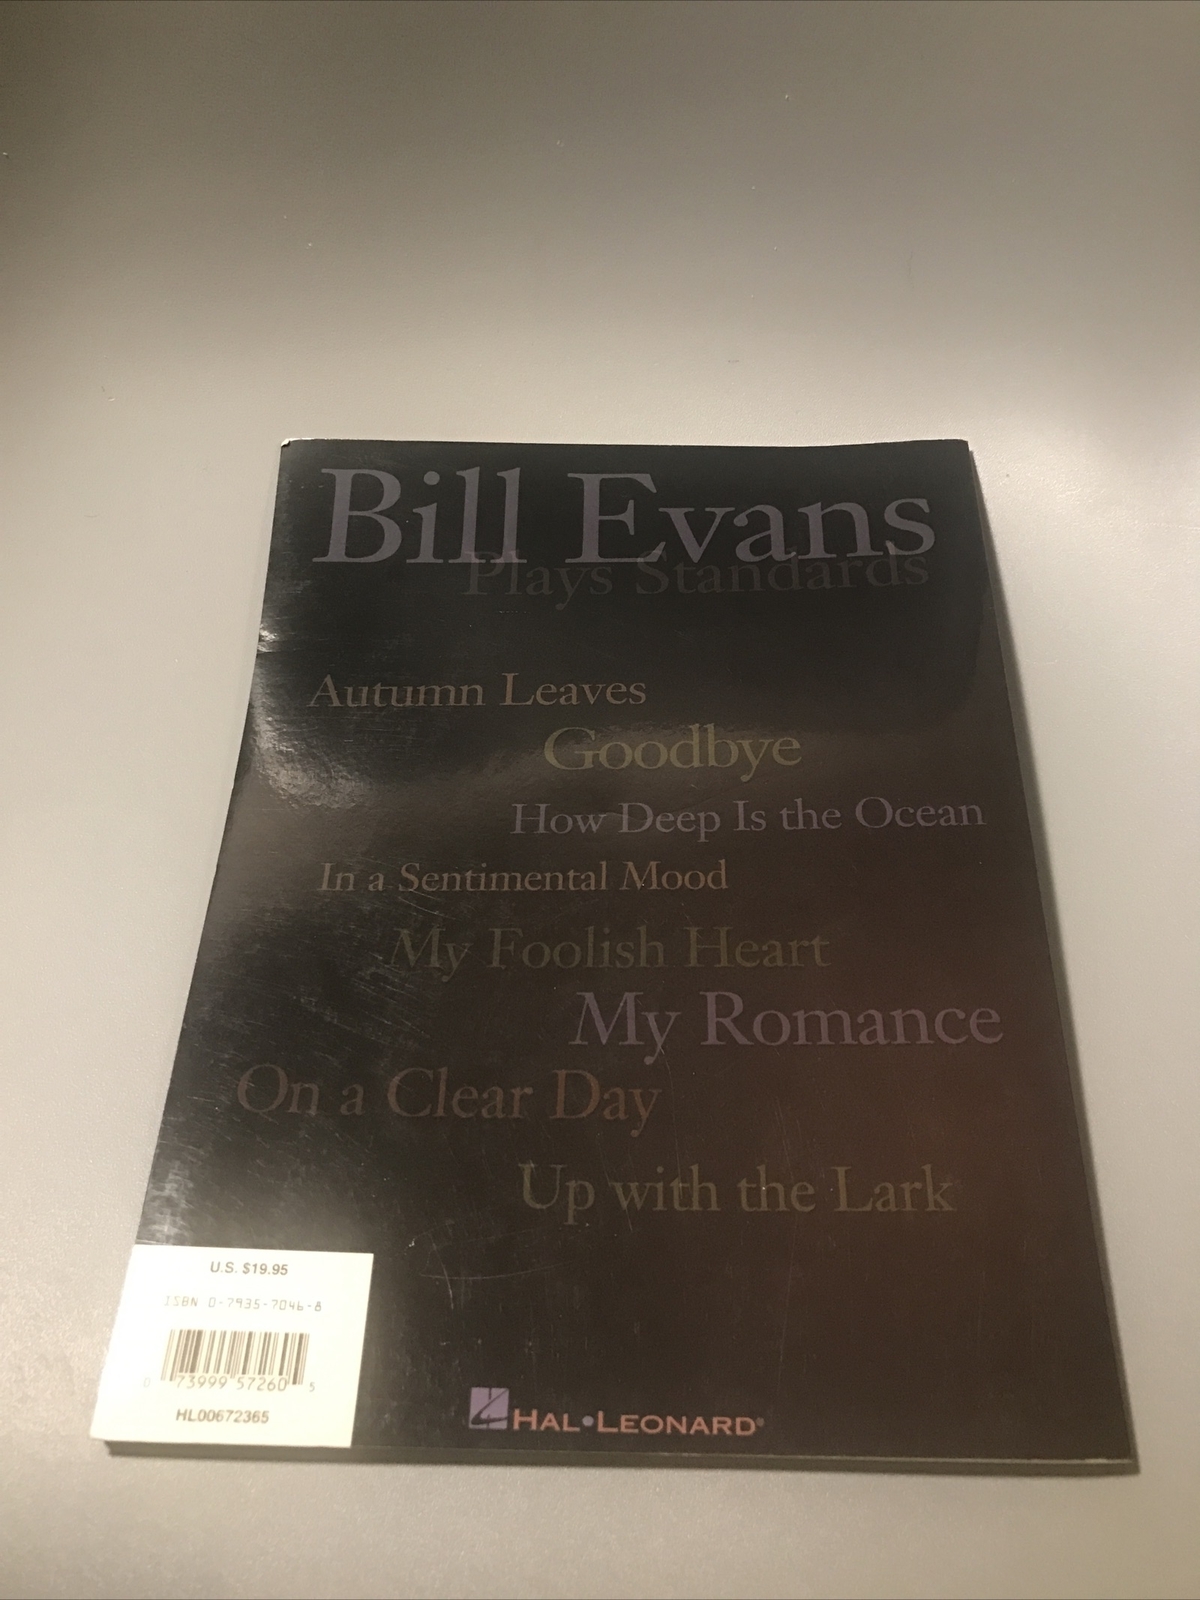 Bill Evans
Plays Standards
Autumn Leaves
Goodbye
How Deep Is the Ocean
In a Sentimental Mood
My Foolish Heart
My Romance
On a Clear Day
Up with the Lark
U.S. $19.95
ISBN 0-7935-7046-8
0 73999 57260 5
HL00672365
HAL•LEONARD®